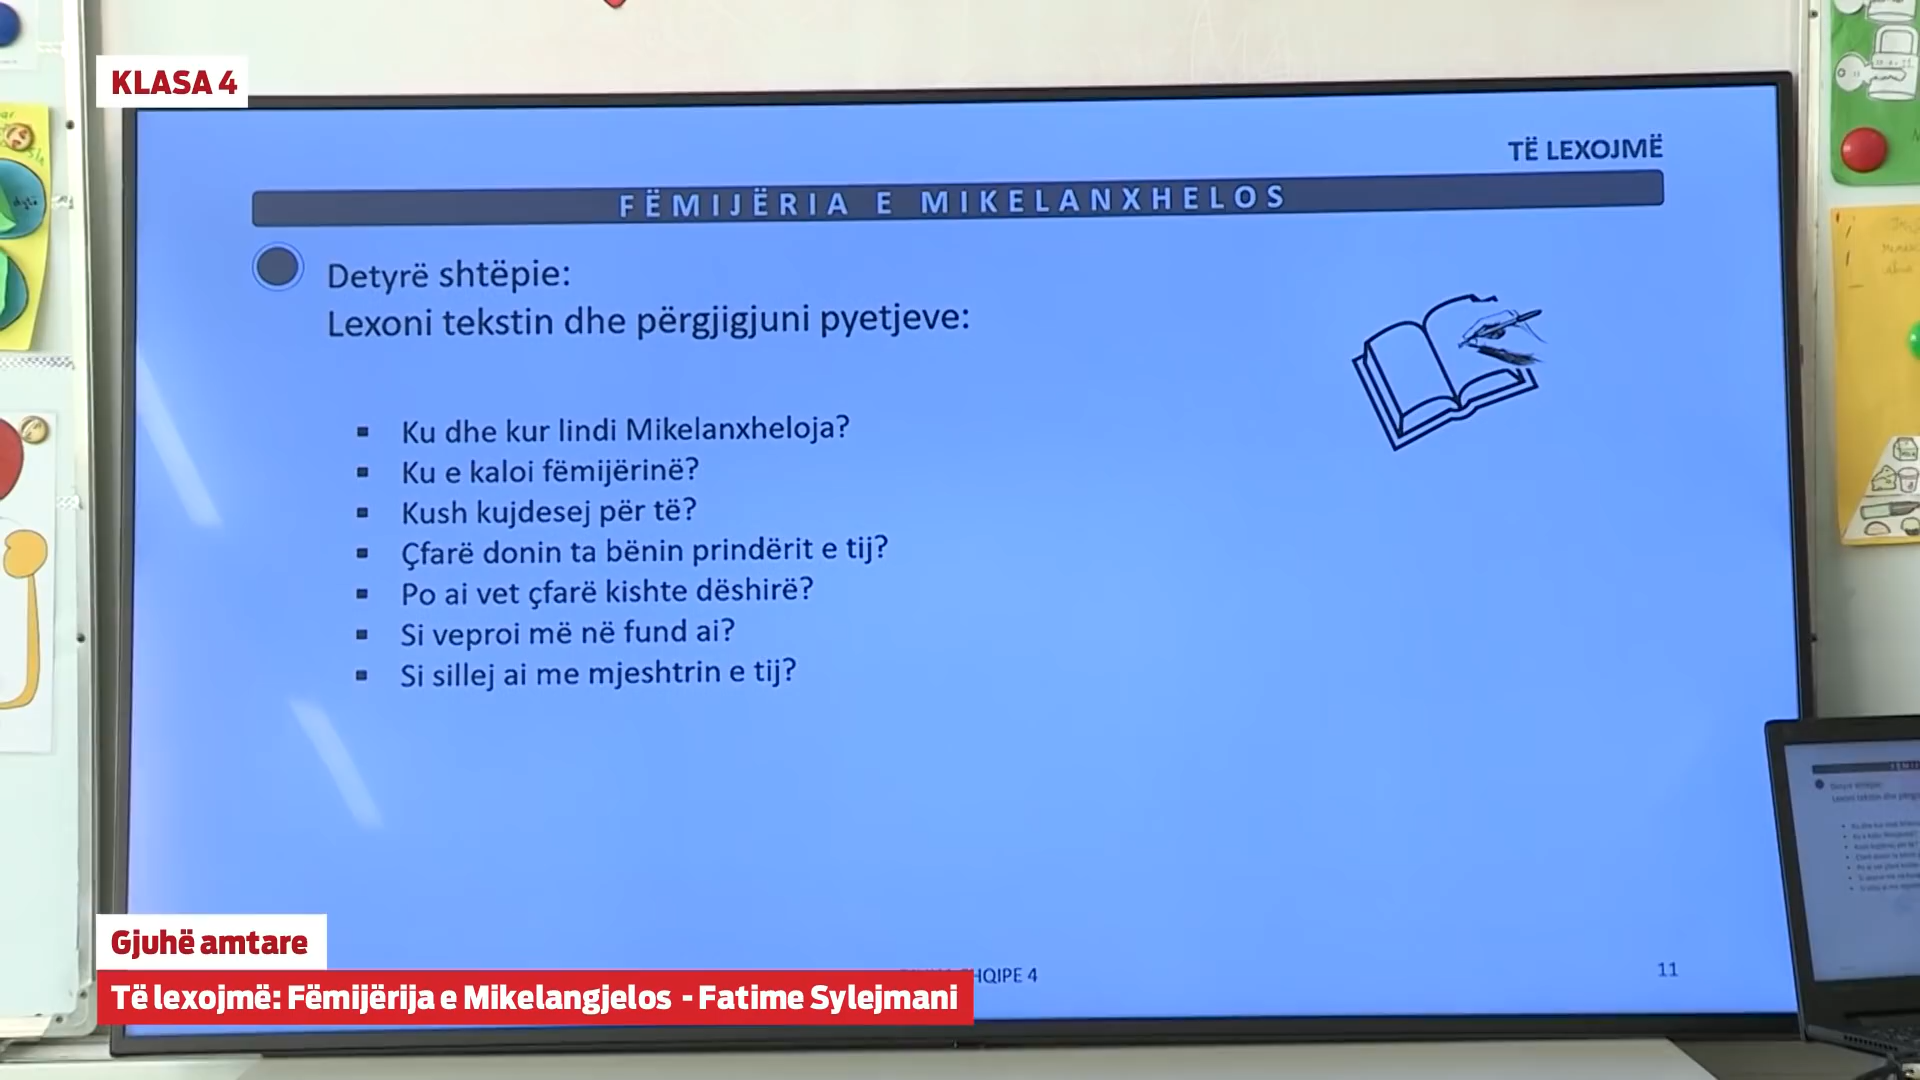 KLASA 4
TË LEXOJMË
FËMIJËRIA E MIKELANXHELOS
Detyrë shtëpie:
Lexoni tekstin dhe përgjigjuni pyetjeve:
▪ Ku dhe kur lindi Mikelanxheloja?
▪ Ku e kaloi fëmijërinë?
▪ Kush kujdesej për të?
▪ Çfarë donin ta bënin prindërit e tij?
▪ Po ai vet çfarë kishte dëshirë?
▪ Si veproi më në fund ai?
▪ Si sillej ai me mjeshtrin e tij?
Gjuhë amtare
HQIPE 4
11
Të lexojmë: Fëmijërija e Mikelangjelos - Fatime Sylejmani